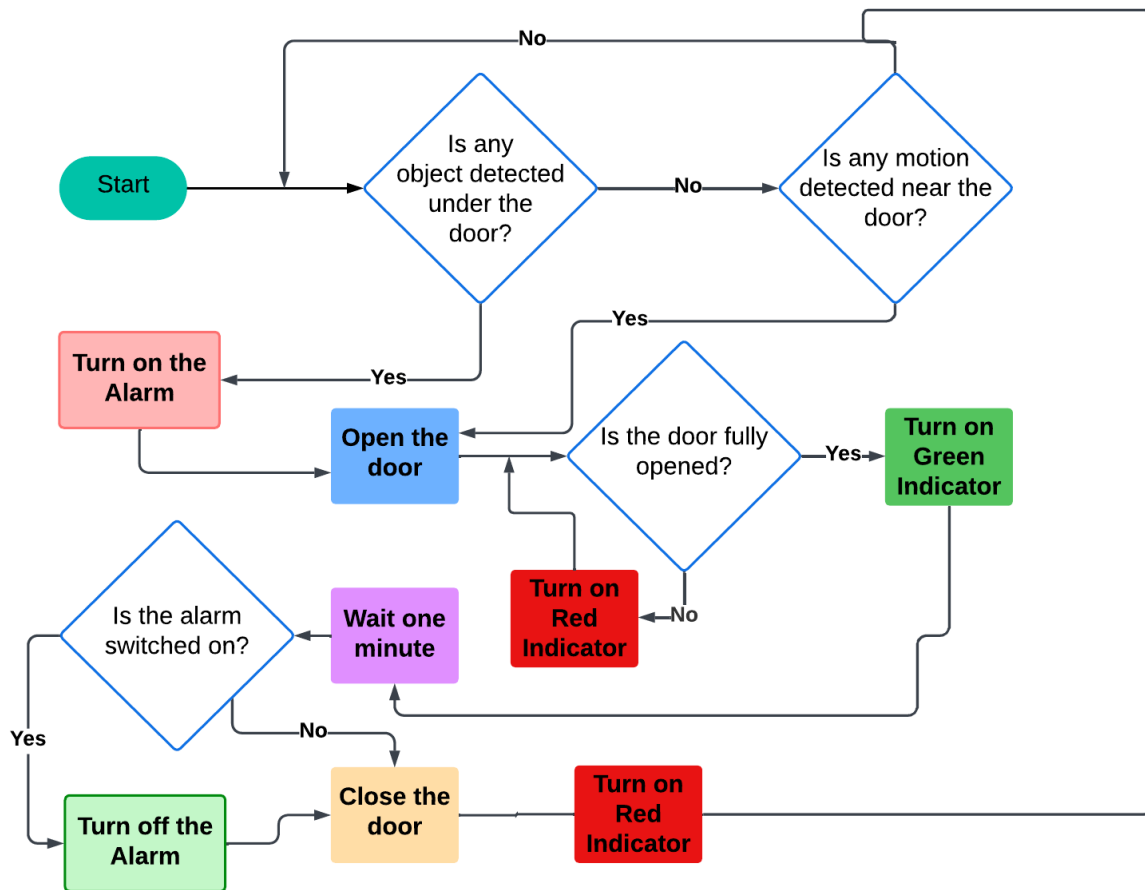 No
Start
Is any
object detected
under the
door?
No
Is any motion
detected near the
door?
Yes
Turn on the
Alarm
Yes
Open the
door
Is the door fully
opened?
Yes
Turn on
Green
Indicator
Turn on
Red
Indicator
No
Is the alarm
switched on?
Wait one
minute
Yes
No
Turn off the
Alarm
Close the
door
Turn on
Red
Indicator